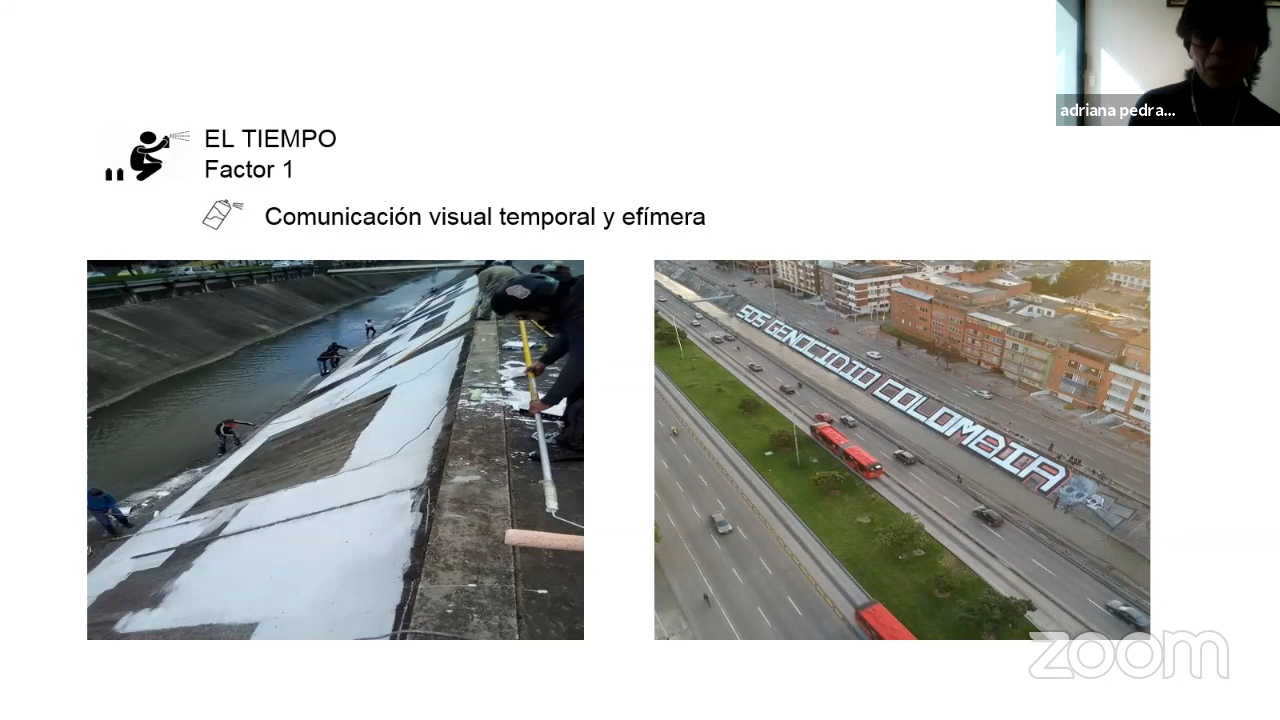 EL TIEMPO
Factor 1
Comunicación visual temporal y efímera
SOS GENOCIDIO COLOMBIA
adriana pedra...
zoom